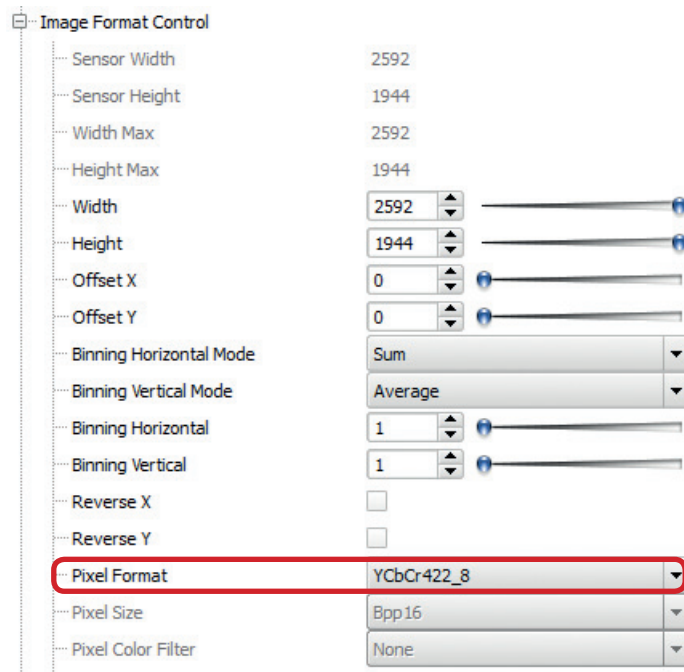 Image Format Control
Sensor Width 2592
Sensor Height 1944
Width Max 2592
Height Max 1944
Width 2592
Height 1944
Offset X 0
Offset Y 0
Binning Horizontal Mode Sum
Binning Vertical Mode Average
Binning Horizontal 1
Binning Vertical 1
Reverse X
Reverse Y
Pixel Format YCbCr422_8
Pixel Size Bpp16
Pixel Color Filter None